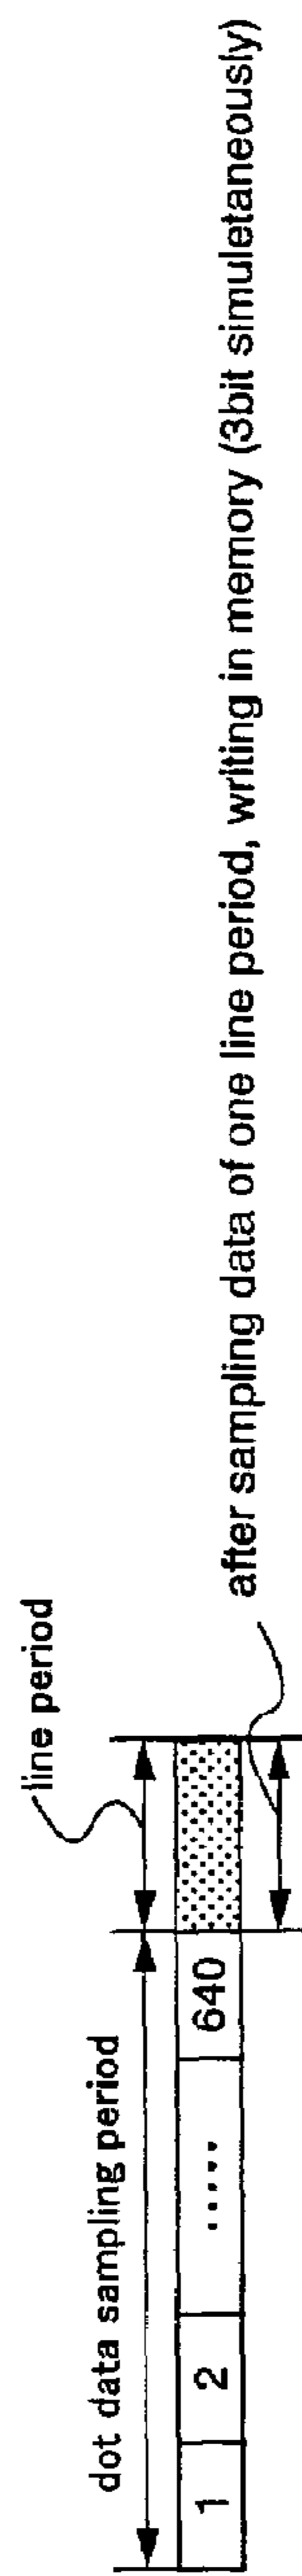 line period
dot data sampling period
1 2 ..... 640
after sampling data of one line period, writing in memory (3bit simuletaneously)